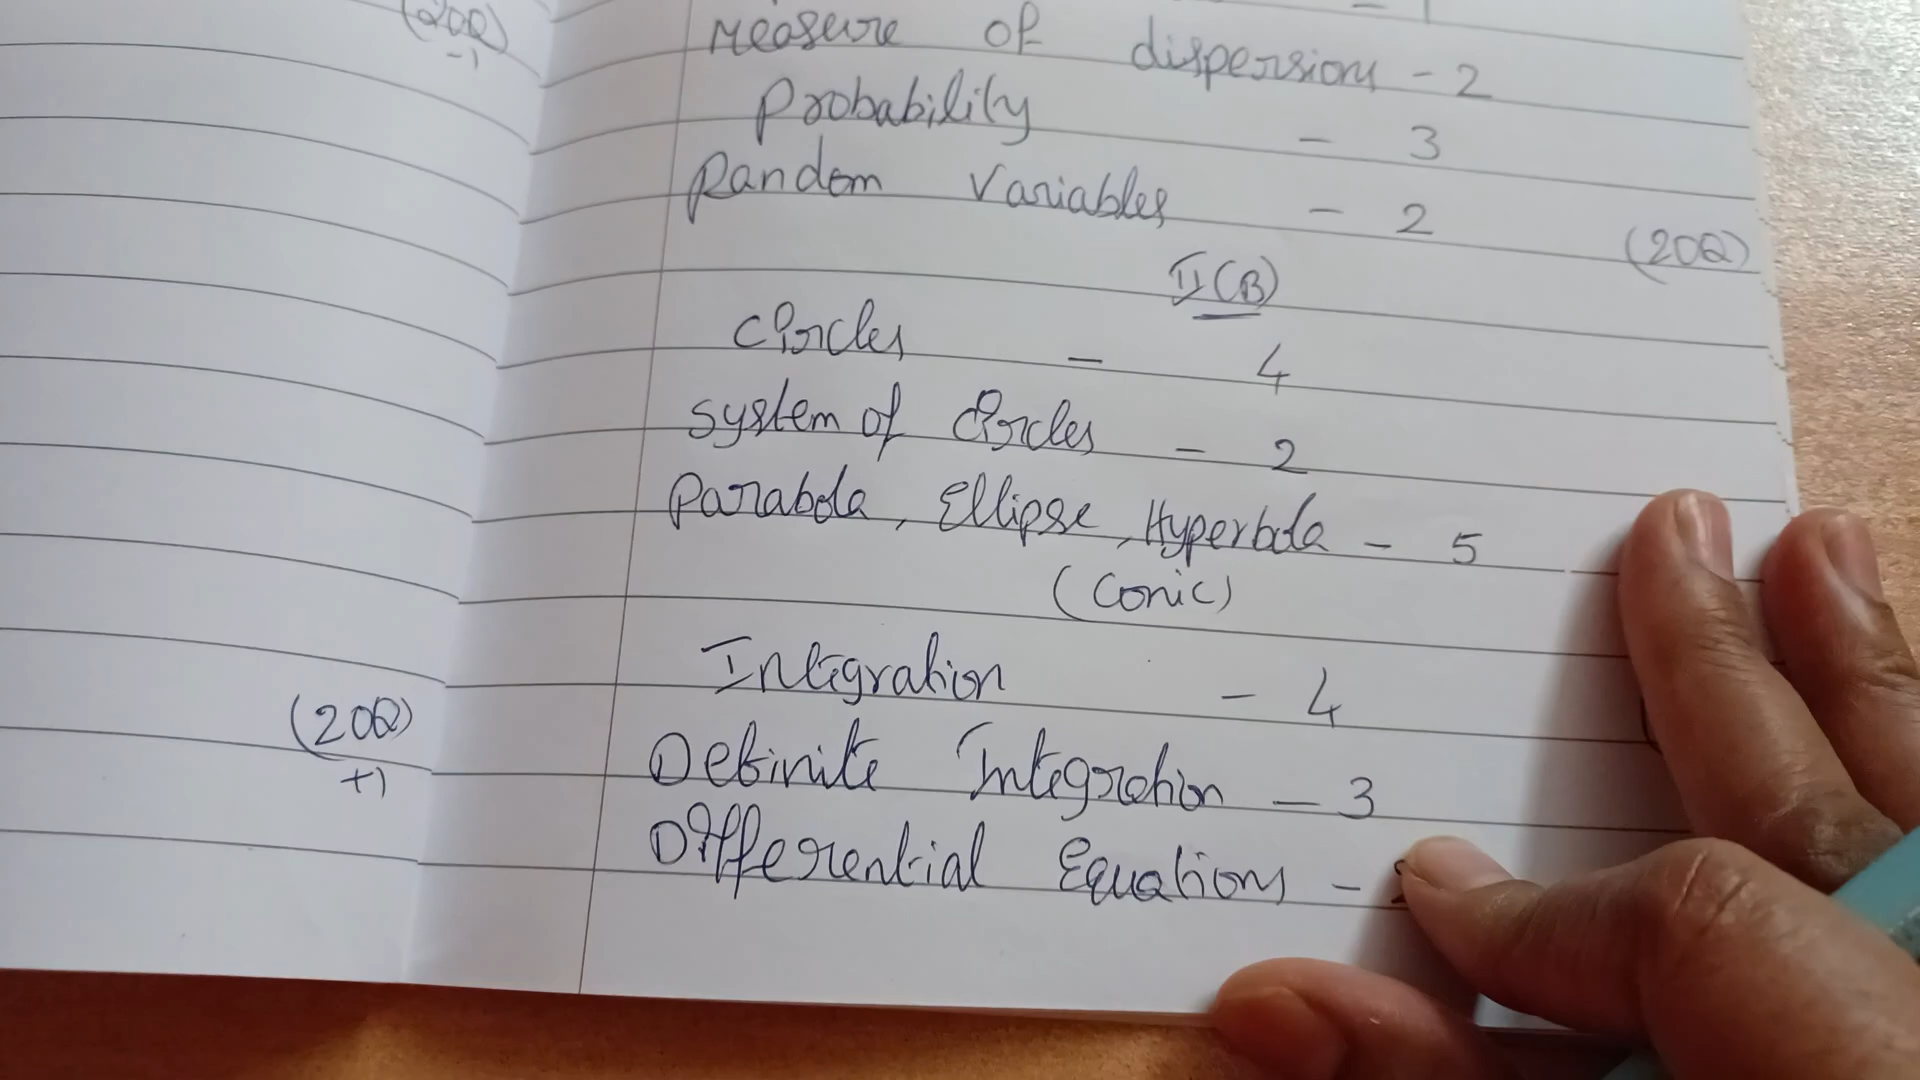 (20Q)
-1
Measure of dispersion - 2
Probability - 3
Random Variables - 2
(20Q)
II(B)
Circles - 4
System of Circles - 2
Parabola, Ellipse, Hyperbola - 5
(Conic)
Integration - 4
(20Q)
+1
Definite Integration - 3
Differential Equations -